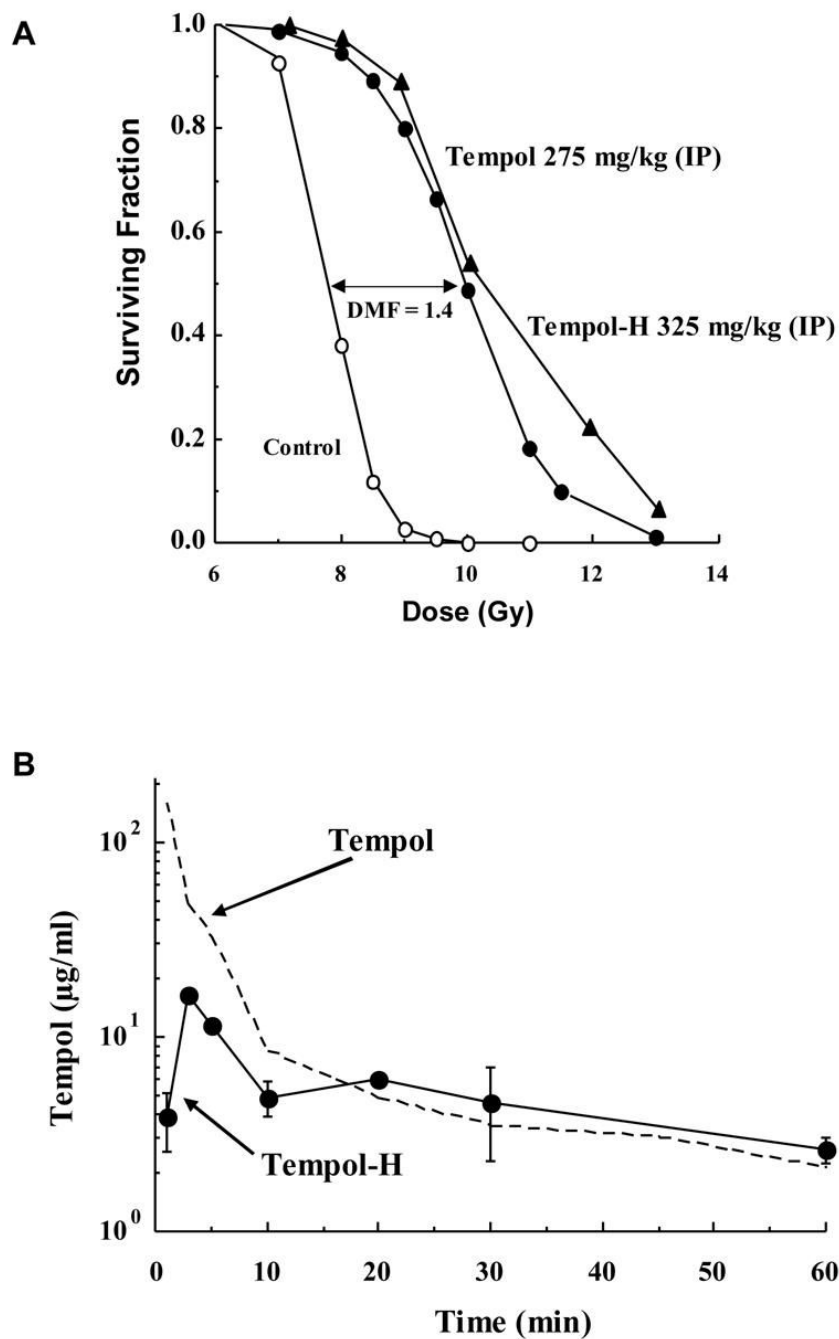 A
1.0
0.8
0.6
0.4
0.2
0.0
Surviving Fraction
Tempol 275 mg/kg (IP)
DMF = 1.4
Tempol-H 325 mg/kg (IP)
Control
6 8 10 12 14
Dose (Gy)
B
10²
10¹
10⁰
Tempol (µg/ml)
Tempol
Tempol-H
0 10 20 30 40 50 60
Time (min)